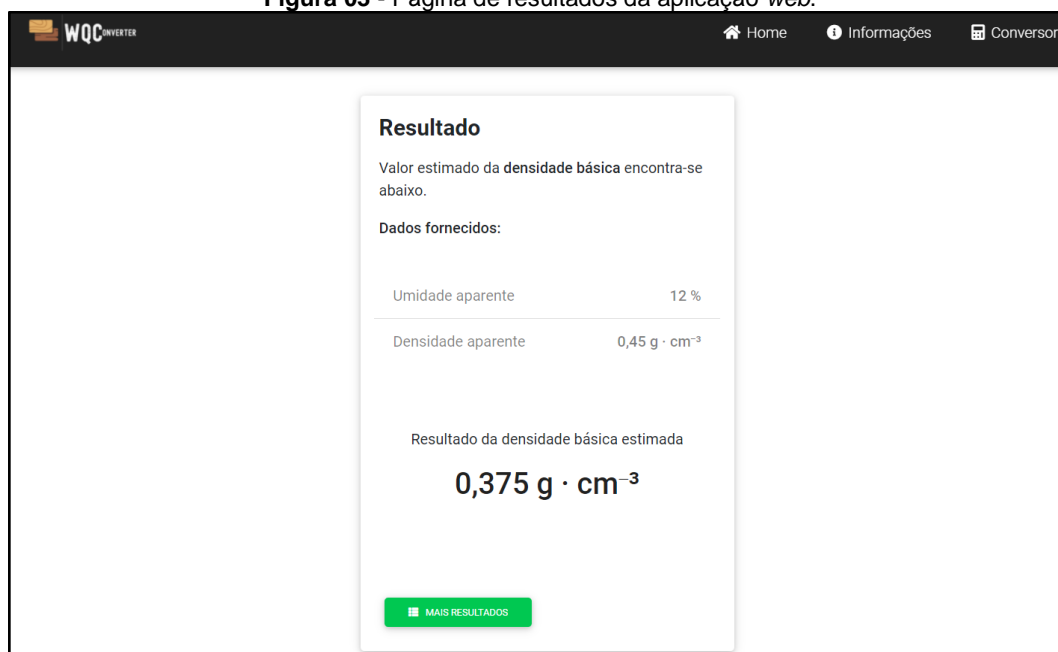 Figura 03 - Página de resultados da aplicação web.
WQCONVERTER Home Informações Conversor
Resultado
Valor estimado da densidade básica encontra-se
abaixo.
Dados fornecidos:
Umidade aparente 12 %
Densidade aparente 0,45 g · cm⁻³
Resultado da densidade básica estimada
0,375 g · cm⁻³
MAIS RESULTADOS